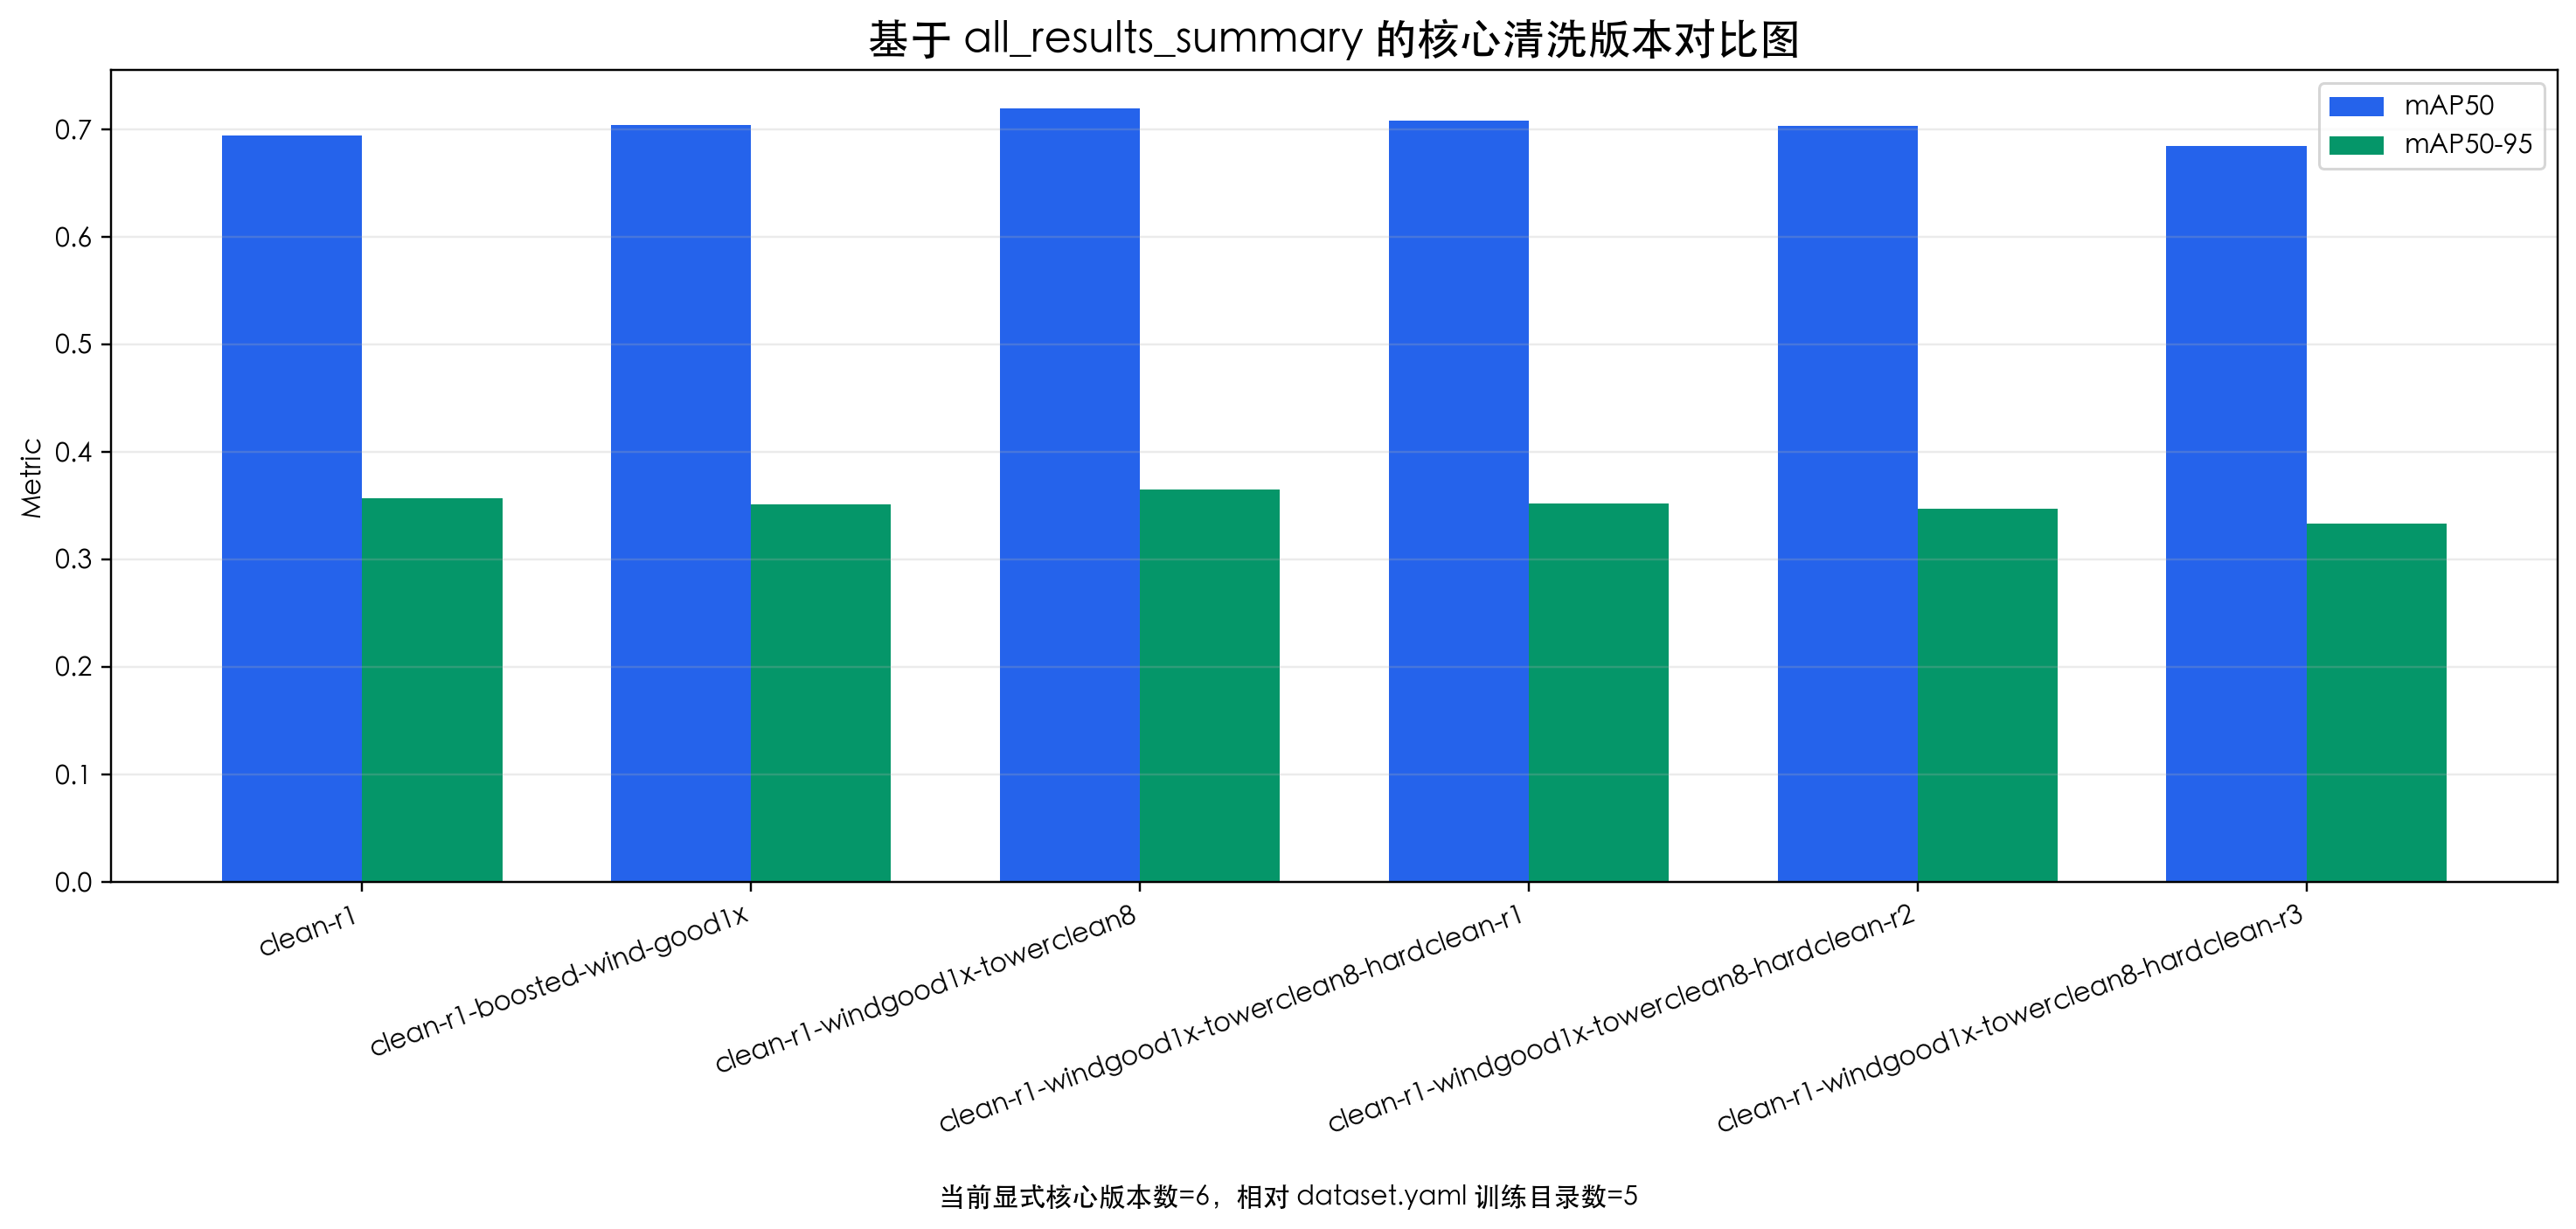 基于 all_results_summary 的核心清洗版本对比图
mAP50
mAP50-95
Metric
0.7
0.6
0.5
0.4
0.3
0.2
0.1
0.0
clean-r1
clean-r1-boosted-wind-good1x
clean-r1-windgood1x-towerclean8
clean-r1-windgood1x-towerclean8-hardclean-r1
clean-r1-windgood1x-towerclean8-hardclean-r2
clean-r1-windgood1x-towerclean8-hardclean-r3
当前显式核心版本数=6，相对 dataset.yaml 训练目录数=5